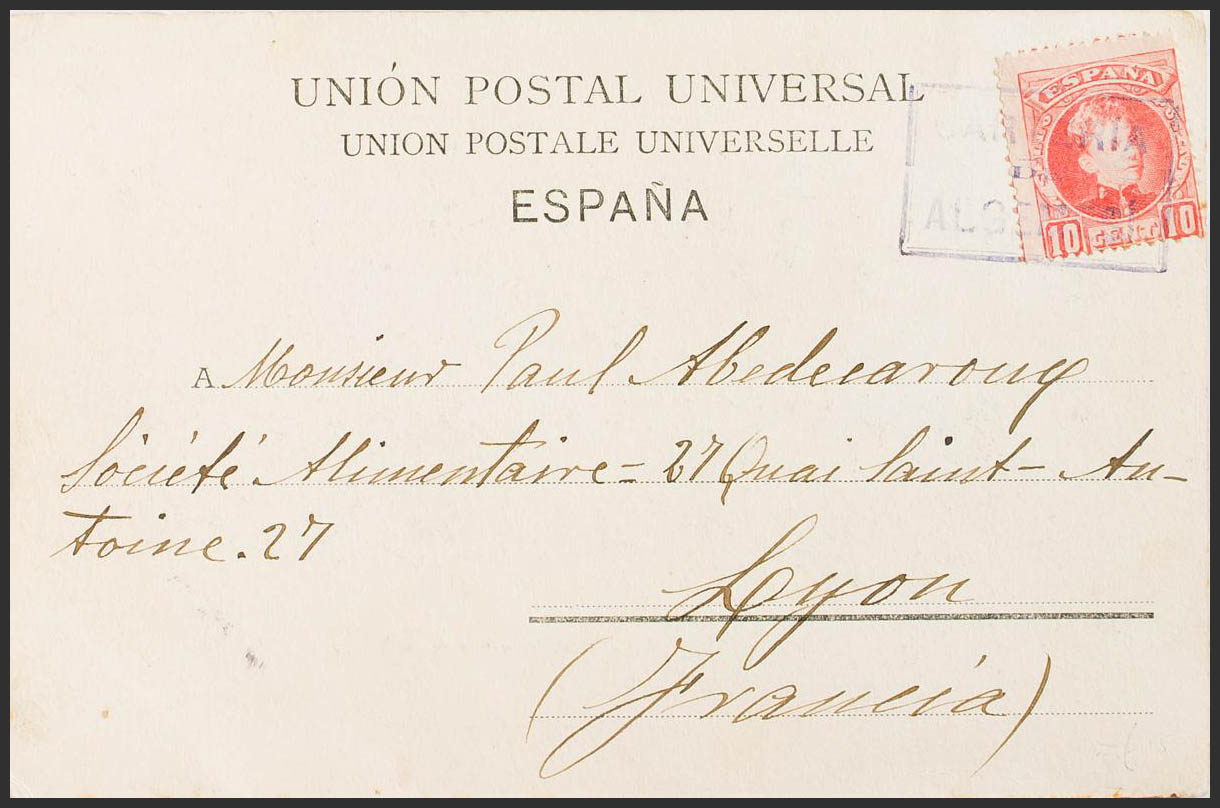 UNIÓN POSTAL UNIVERSAL
UNION POSTALE UNIVERSELLE
ESPAÑA
ESPAÑA
10 CENT. 10
A Monsieur Paul
Société Alimentaire - 27 Quai Saint-An-
toine. 27
Lyon
(Francia)